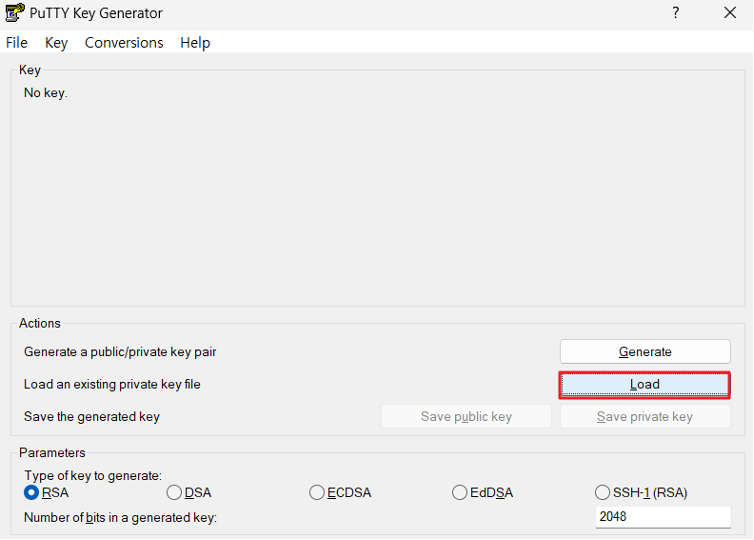 PuTTY Key Generator ?
File Key Conversions Help
Key
No key.
Actions
Generate a public/private key pair Generate
Load an existing private key file Load
Save the generated key Save public key Save private key
Parameters
Type of key to generate:
RSA DSA ECDSA EdDSA SSH-1 (RSA)
Number of bits in a generated key: 2048